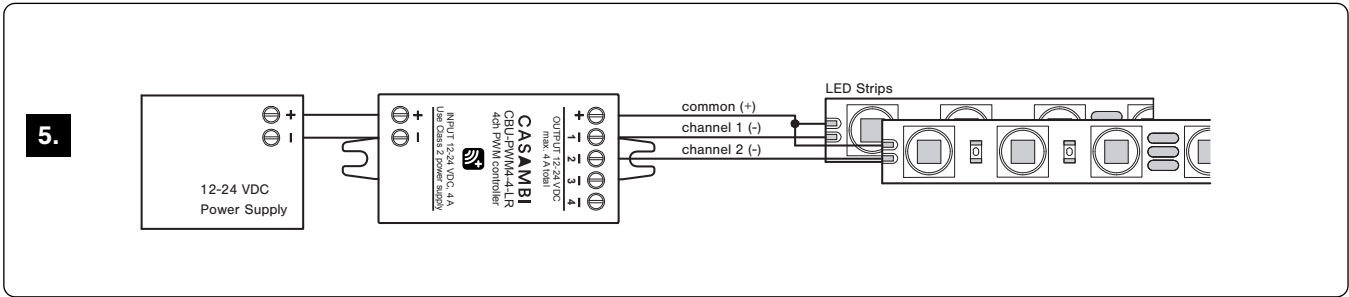 5.
12-24 VDC
Power Supply
+
-
+
-
INPUT 12-24 VDC, 4 A
Use Class 2 power supply
CASAMBI
CBU-PWM4-4-LR
4ch PWM controller
OUTPUT 12-24 VDC
max. 4 A total
+
1 -
2 -
3 -
4 -
common (+)
channel 1 (-)
channel 2 (-)
LED Strips